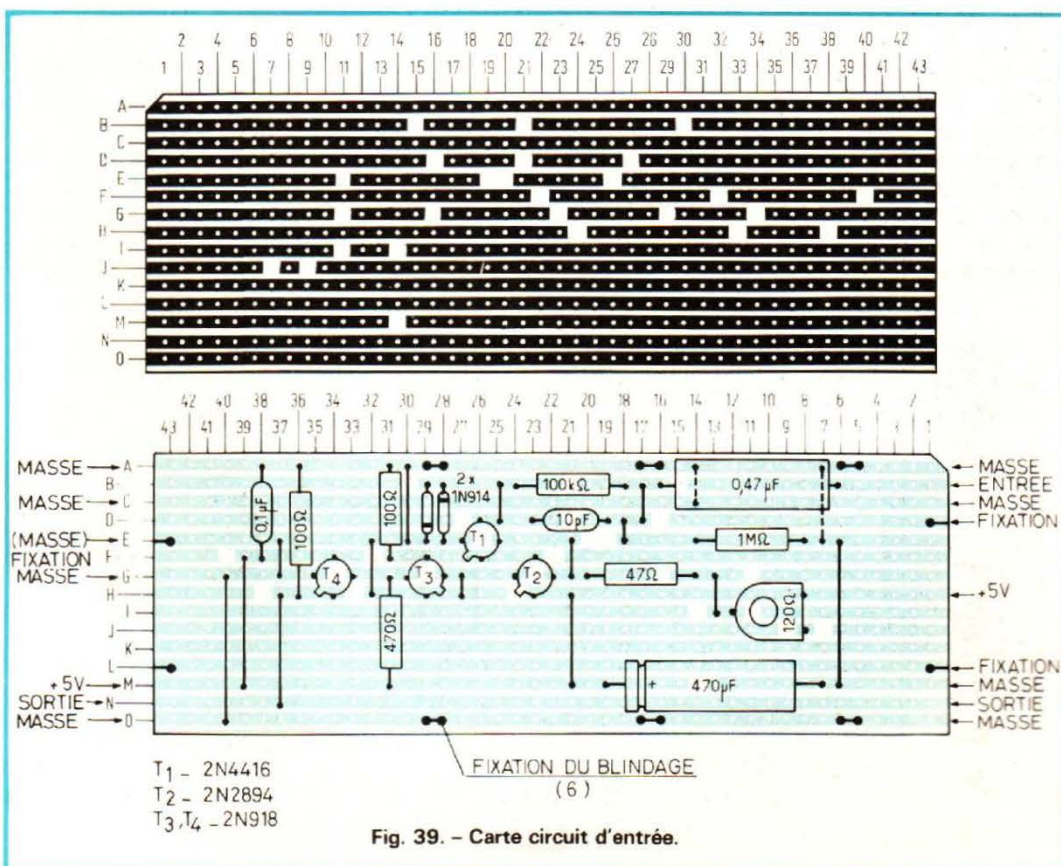 2 4 6 8 10 12 14 16 18 20 22 24 26 28 30 32 34 36 38 40 42
1 3 5 7 9 11 13 15 17 19 21 23 25 27 29 31 33 35 37 39 41 43
A
B
C
D
E
F
G
H
I
J
K
L
M
N
O
42 40 38 36 34 32 30 28 26 24 22 20 18 16 14 12 10 8 6 4 2
43 41 39 37 35 33 31 29 27 25 23 21 19 17 15 13 11 9 7 5 3 1
MASSE A MASSE
B ENTRÉE
MASSE C MASSE
D FIXATION
(MASSE) E
FIXATION F
MASSE G
H +5V
I
J
K
L FIXATION
+5V M MASSE
SORTIE N SORTIE
MASSE O MASSE
0,1µF
100Ω
100Ω
2 x
1N914
100kΩ
0,47µF
10pF
T1
1MΩ
T4
T3
T2
47Ω
120Ω
470Ω
+ 470µF
T1 - 2N4416
T2 - 2N2894
T3,T4 - 2N918
FIXATION DU BLINDAGE
(6)
Fig. 39. – Carte circuit d'entrée.